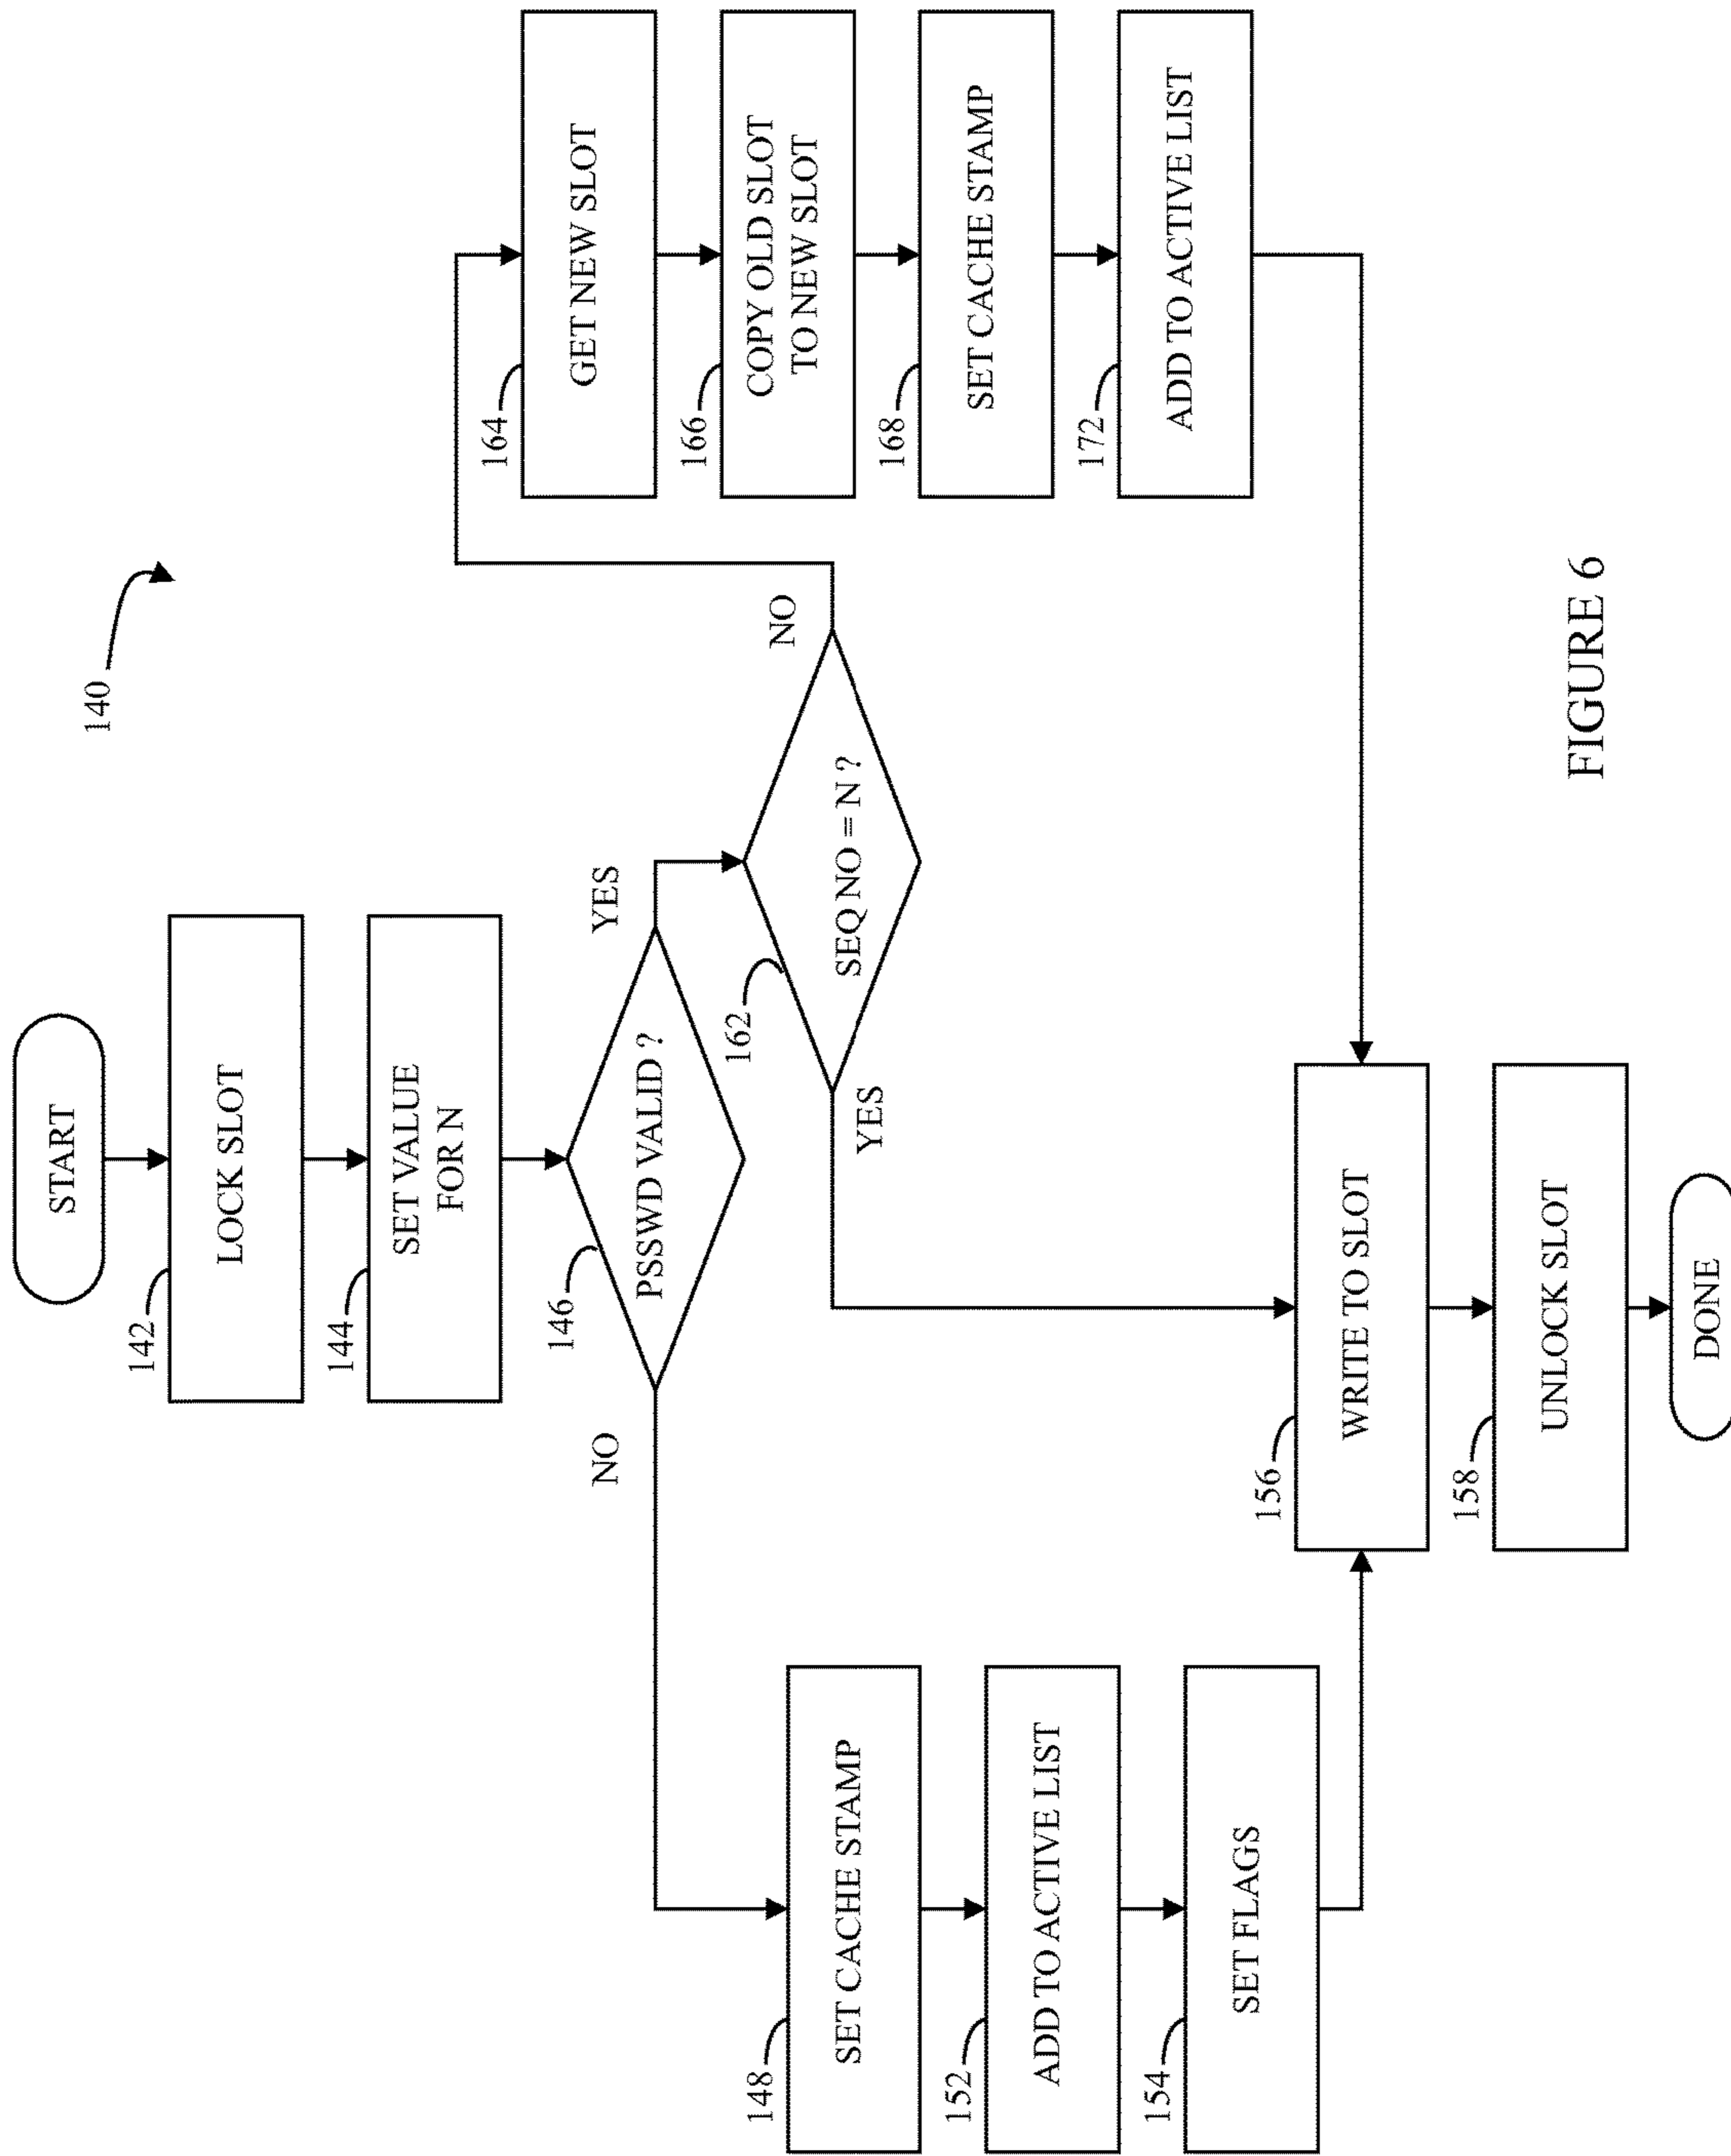 140
START
142
LOCK SLOT
144
SET VALUE
FOR N
146
PSSWD VALID ?
NO
YES
162
SEQ NO = N ?
YES
NO
148
SET CACHE STAMP
152
ADD TO ACTIVE LIST
154
SET FLAGS
164
GET NEW SLOT
166
COPY OLD SLOT
TO NEW SLOT
168
SET CACHE STAMP
172
ADD TO ACTIVE LIST
156
WRITE TO SLOT
158
UNLOCK SLOT
DONE
FIGURE 6